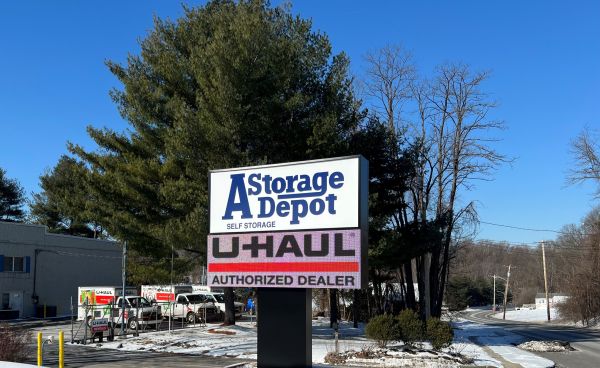 A Storage
Depot
SELF STORAGE
U-HAUL
AUTHORIZED DEALER